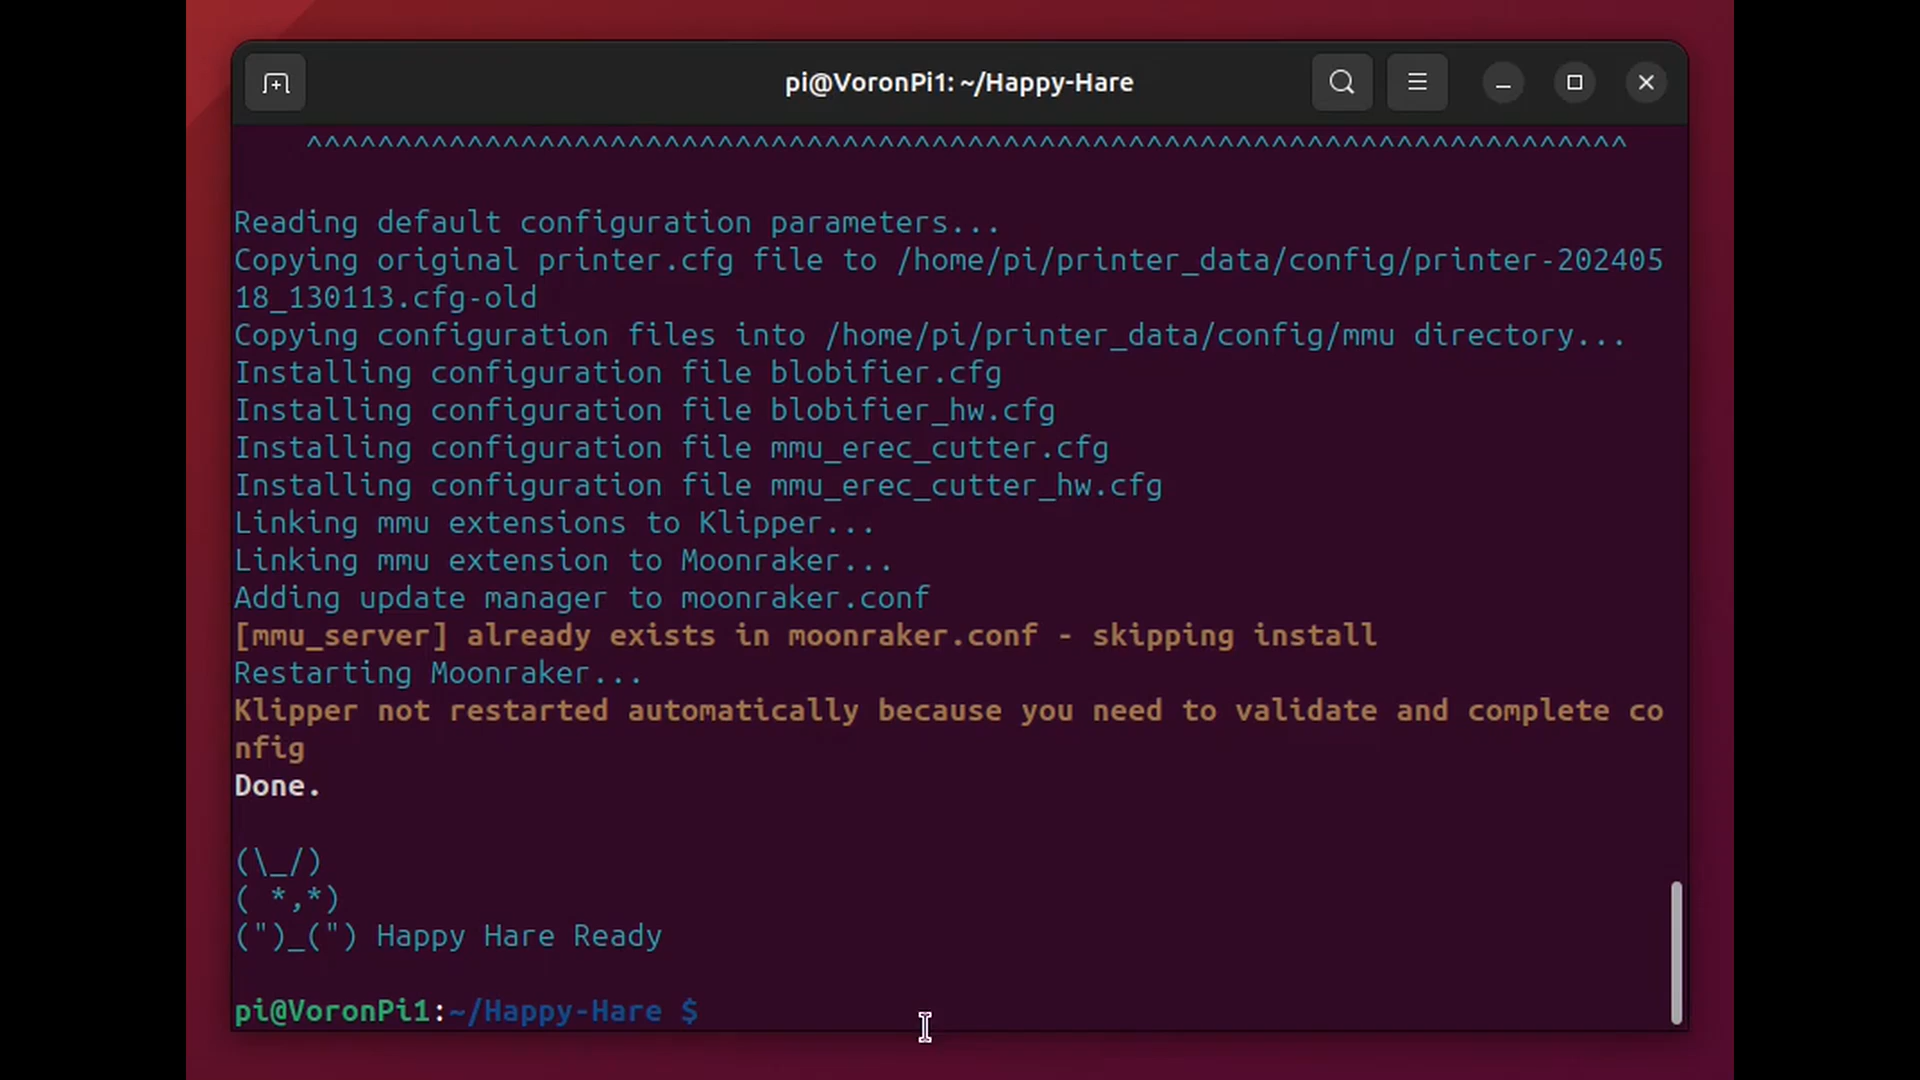 pi@VoronPi1: ~/Happy-Hare
^^^^^^^^^^^^^^^^^^^^^^^^^^^^^^^^^^^^^^^^^^^^^^^^^^^^^^^^^^^^^^^^^^^^^^^^^^
Reading default configuration parameters...
Copying original printer.cfg file to /home/pi/printer_data/config/printer-202405
18_130113.cfg-old
Copying configuration files into /home/pi/printer_data/config/mmu directory...
Installing configuration file blobifier.cfg
Installing configuration file blobifier_hw.cfg
Installing configuration file mmu_erec_cutter.cfg
Installing configuration file mmu_erec_cutter_hw.cfg
Linking mmu extensions to Klipper...
Linking mmu extension to Moonraker...
Adding update manager to moonraker.conf
[mmu_server] already exists in moonraker.conf - skipping install
Restarting Moonraker...
Klipper not restarted automatically because you need to validate and complete co
nfig
Done.
(\_/)
( *,*)
(")_(") Happy Hare Ready
pi@VoronPi1:~/Happy-Hare $